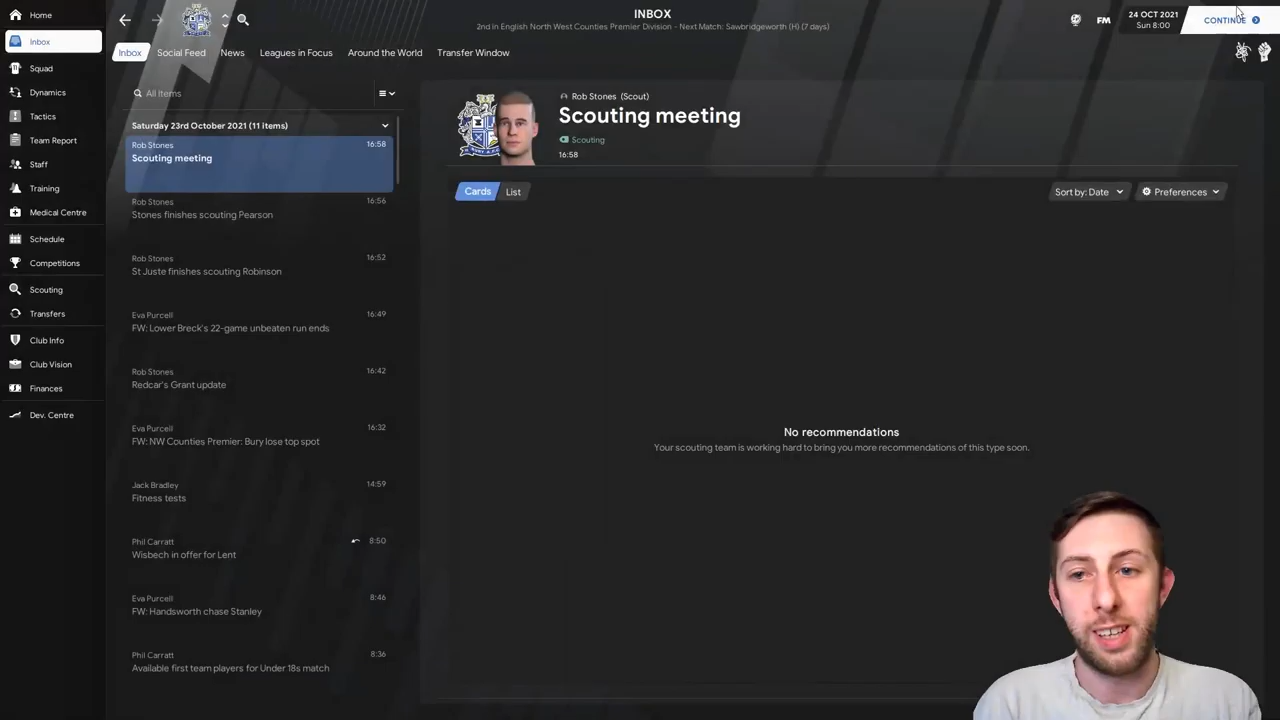 Home
Inbox
Squad
Dynamics
Tactics
Team Report
Staff
Training
Medical Centre
Schedule
Competitions
Scouting
Transfers
Club Info
Club Vision
Finances
Dev. Centre
INBOX
2nd in English North West Counties Premier Division - Next Match: Sawbridgeworth (H) (7 days)
FM
24 OCT 2021
Sun 8:00
CONTINUE
Inbox
Social Feed
News
Leagues in Focus
Around the World
Transfer Window
All Items
Saturday 23rd October 2021 (11 items)
Rob Stones 16:58
Scouting meeting
Rob Stones 16:56
Stones finishes scouting Pearson
Rob Stones 16:52
St Juste finishes scouting Robinson
Eva Purcell 16:49
FW: Lower Breck's 22-game unbeaten run ends
Rob Stones 16:42
Redcar's Grant update
Eva Purcell 16:32
FW: NW Counties Premier: Bury lose top spot
Jack Bradley 14:59
Fitness tests
Phil Carratt 8:50
Wisbech in offer for Lent
Eva Purcell 8:46
FW: Handsworth chase Stanley
Phil Carratt 8:36
Available first team players for Under 18s match
Rob Stones (Scout)
Scouting meeting
Scouting
16:58
Cards
List
Sort by: Date
Preferences
No recommendations
Your scouting team is working hard to bring you more recommendations of this type soon.